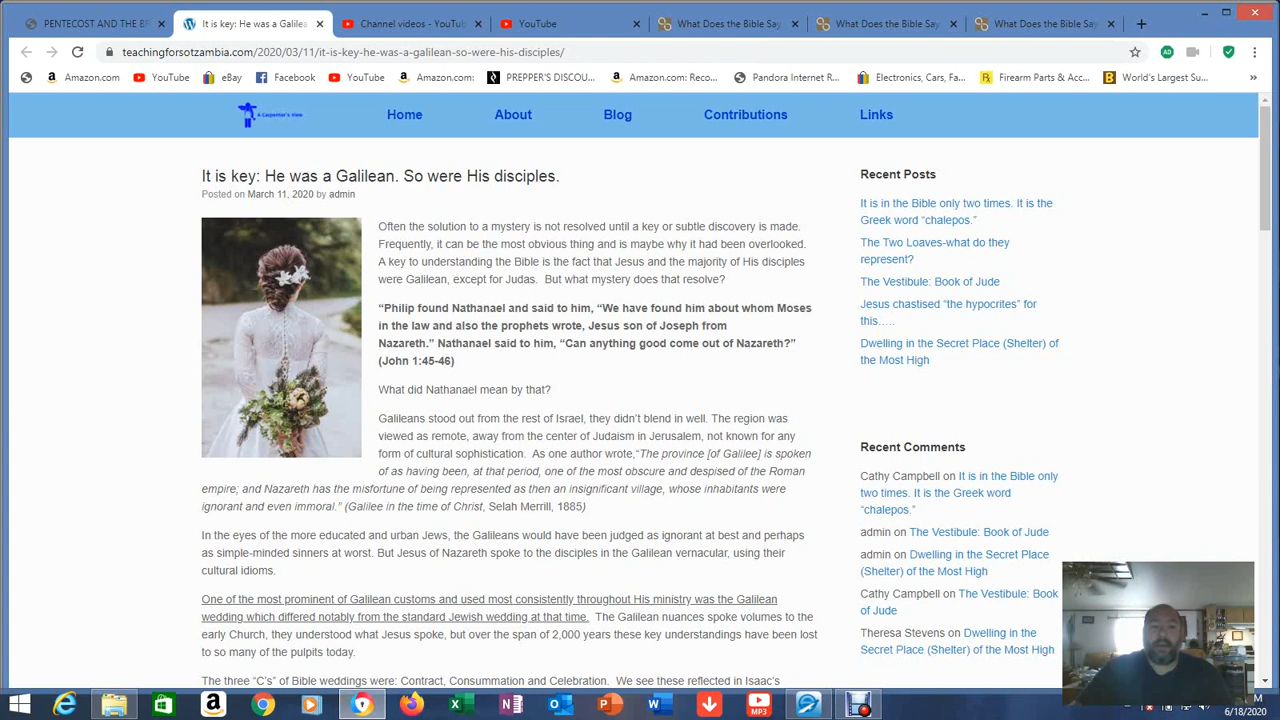 PENTECOST AND THE BR
It is key: He was a Galilea
Channel videos - YouTu
YouTube
What Does the Bible Say
What Does the Bible Say
What Does the Bible Say
teachingforsotzambia.com/2020/03/11/it-is-key-he-was-a-galilean-so-were-his-disciples/
Amazon.com
YouTube
eBay
Facebook
YouTube
Amazon.com:
PREPPER'S DISCOU...
Amazon.com: Reco...
Pandora Internet R...
Electronics, Cars, Fa...
Firearm Parts & Acc...
World's Largest Su...
A Carpenter's View
Home
About
Blog
Contributions
Links
It is key: He was a Galilean. So were His disciples.
Posted on March 11, 2020 by admin
Often the solution to a mystery is not resolved until a key or subtle discovery is made.
Frequently, it can be the most obvious thing and is maybe why it had been overlooked.
A key to understanding the Bible is the fact that Jesus and the majority of His disciples
were Galilean, except for Judas. But what mystery does that resolve?
“Philip found Nathanael and said to him, “We have found him about whom Moses
in the law and also the prophets wrote, Jesus son of Joseph from
Nazareth.” Nathanael said to him, “Can anything good come out of Nazareth?”
(John 1:45-46)
What did Nathanael mean by that?
Galileans stood out from the rest of Israel, they didn’t blend in well. The region was
viewed as remote, away from the center of Judaism in Jerusalem, not known for any
form of cultural sophistication. As one author wrote,“The province [of Galilee] is spoken
of as having been, at that period, one of the most obscure and despised of the Roman
empire; and Nazareth has the misfortune of being represented as then an insignificant village, whose inhabitants were
ignorant and even immoral.” (Galilee in the time of Christ, Selah Merrill, 1885)
In the eyes of the more educated and urban Jews, the Galileans would have been judged as ignorant at best and perhaps
as simple-minded sinners at worst. But Jesus of Nazareth spoke to the disciples in the Galilean vernacular, using their
cultural idioms.
One of the most prominent of Galilean customs and used most consistently throughout His ministry was the Galilean
wedding which differed notably from the standard Jewish wedding at that time. The Galilean nuances spoke volumes to the
early Church, they understood what Jesus spoke, but over the span of 2,000 years these key understandings have been lost
to so many of the pulpits today.
The three “C’s” of Bible weddings were: Contract, Consummation and Celebration. We see these reflected in Isaac’s
Recent Posts
It is in the Bible only two times. It is the
Greek word “chalepos.”
The Two Loaves-what do they
represent?
The Vestibule: Book of Jude
Jesus chastised “the hypocrites” for
this…..
Dwelling in the Secret Place (Shelter) of
the Most High
Recent Comments
Cathy Campbell on It is in the Bible only
two times. It is the Greek word
“chalepos.”
admin on The Vestibule: Book of Jude
admin on Dwelling in the Secret Place
(Shelter) of the Most High
Cathy Campbell on The Vestibule: Book
of Jude
Theresa Stevens on Dwelling in the
Secret Place (Shelter) of the Most High
MP3
M
6/18/2020